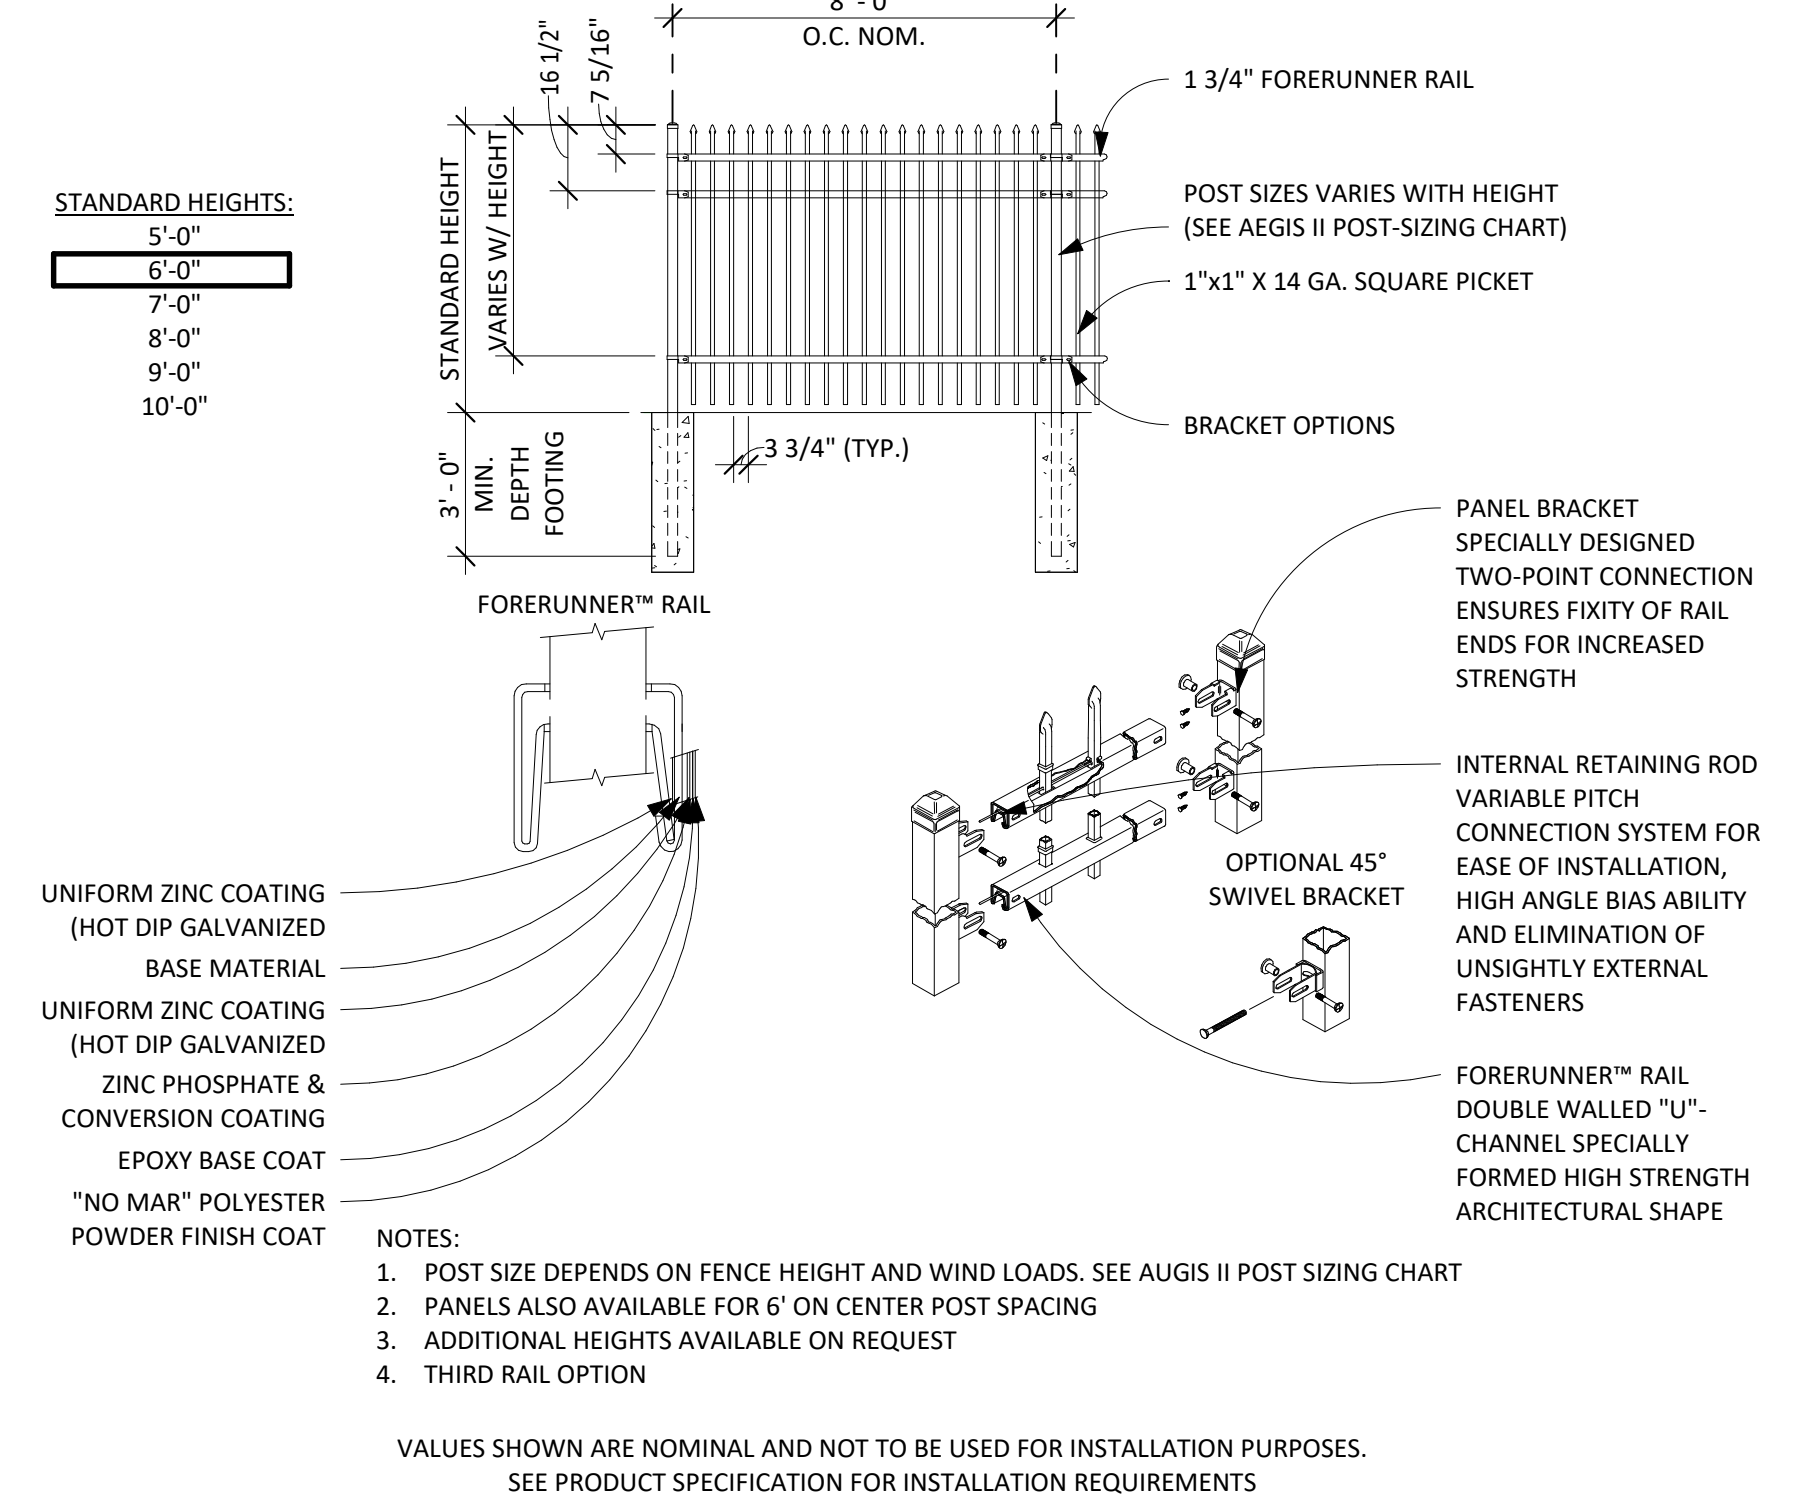 8' - 0"
O.C. NOM.
16 1/2"
7 5/16"
1 3/4" FORERUNNER RAIL
STANDARD HEIGHTS:
5'-0"
6'-0"
7'-0"
8'-0"
9'-0"
10'-0"
STANDARD HEIGHT
VARIES W/ HEIGHT
POST SIZES VARIES WITH HEIGHT
(SEE AEGIS II POST-SIZING CHART)
1"x1" X 14 GA. SQUARE PICKET
BRACKET OPTIONS
3' - 0"
MIN.
DEPTH
FOOTING
3 3/4" (TYP.)
PANEL BRACKET
SPECIALLY DESIGNED
TWO-POINT CONNECTION
ENSURES FIXITY OF RAIL
ENDS FOR INCREASED
STRENGTH
FORERUNNER™ RAIL
INTERNAL RETAINING ROD
VARIABLE PITCH
CONNECTION SYSTEM FOR
EASE OF INSTALLATION,
HIGH ANGLE BIAS ABILITY
AND ELIMINATION OF
UNSIGHTLY EXTERNAL
FASTENERS
OPTIONAL 45°
SWIVEL BRACKET
UNIFORM ZINC COATING
(HOT DIP GALVANIZED
BASE MATERIAL
UNIFORM ZINC COATING
(HOT DIP GALVANIZED
ZINC PHOSPHATE &
CONVERSION COATING
EPOXY BASE COAT
"NO MAR" POLYESTER
POWDER FINISH COAT
FORERUNNER™ RAIL
DOUBLE WALLED "U"-
CHANNEL SPECIALLY
FORMED HIGH STRENGTH
ARCHITECTURAL SHAPE
NOTES:
1. POST SIZE DEPENDS ON FENCE HEIGHT AND WIND LOADS. SEE AUGIS II POST SIZING CHART
2. PANELS ALSO AVAILABLE FOR 6' ON CENTER POST SPACING
3. ADDITIONAL HEIGHTS AVAILABLE ON REQUEST
4. THIRD RAIL OPTION
VALUES SHOWN ARE NOMINAL AND NOT TO BE USED FOR INSTALLATION PURPOSES.
SEE PRODUCT SPECIFICATION FOR INSTALLATION REQUIREMENTS